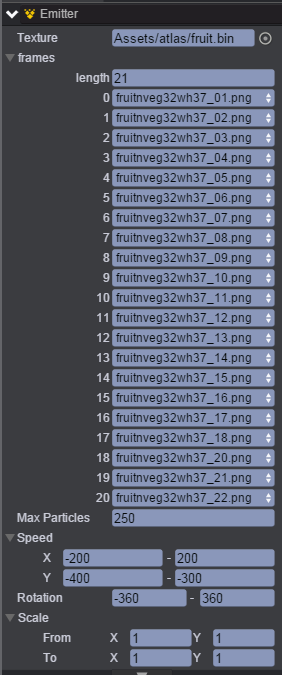 Emitter
Texture Assets/atlas/fruit.bin
frames
length 21
0 fruitnveg32wh37_01.png
1 fruitnveg32wh37_02.png
2 fruitnveg32wh37_03.png
3 fruitnveg32wh37_04.png
4 fruitnveg32wh37_05.png
5 fruitnveg32wh37_06.png
6 fruitnveg32wh37_07.png
7 fruitnveg32wh37_08.png
8 fruitnveg32wh37_09.png
9 fruitnveg32wh37_10.png
10 fruitnveg32wh37_11.png
11 fruitnveg32wh37_12.png
12 fruitnveg32wh37_13.png
13 fruitnveg32wh37_14.png
14 fruitnveg32wh37_15.png
15 fruitnveg32wh37_16.png
16 fruitnveg32wh37_17.png
17 fruitnveg32wh37_18.png
18 fruitnveg32wh37_20.png
19 fruitnveg32wh37_21.png
20 fruitnveg32wh37_22.png
Max Particles 250
Speed
X -200 - 200
Y -400 - -300
Rotation -360 - 360
Scale
From X 1 Y 1
To X 1 Y 1